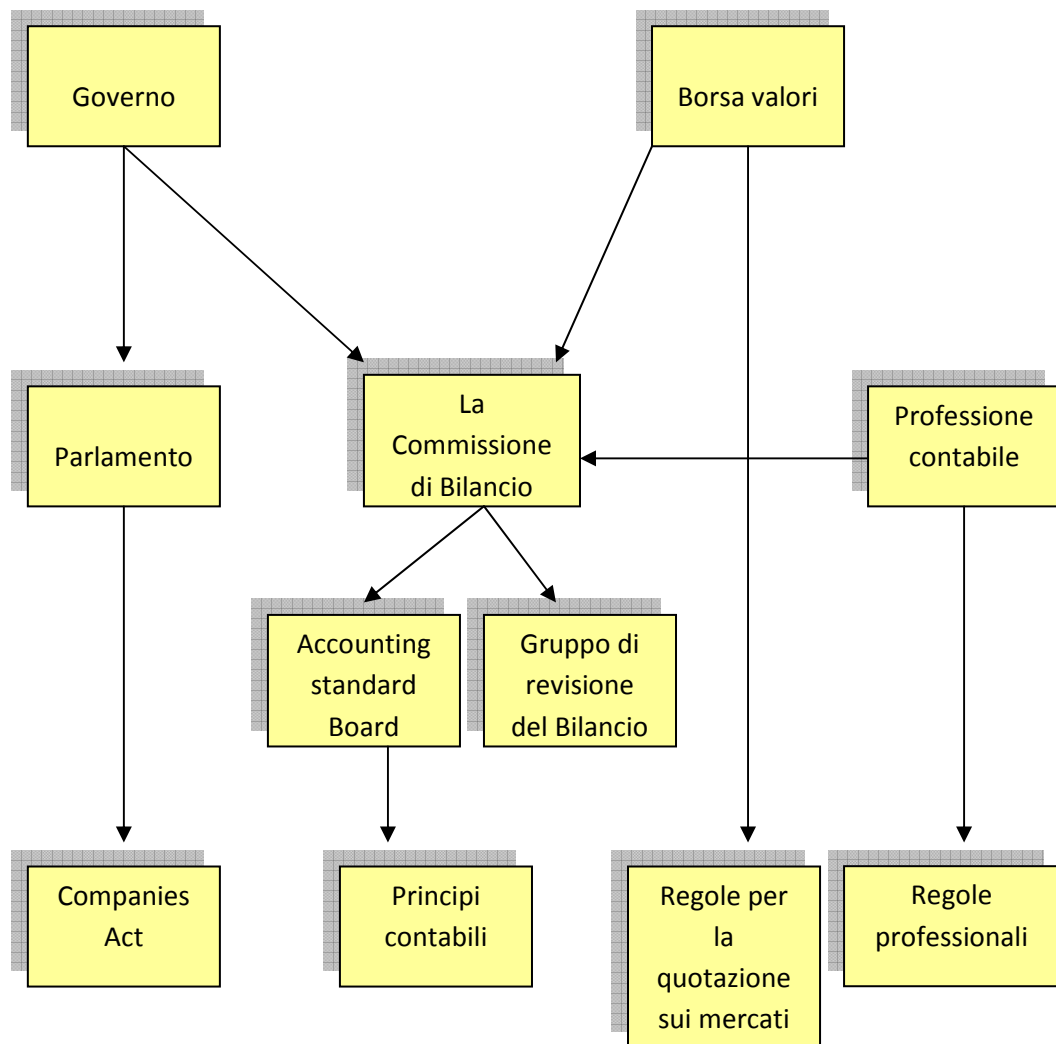 Governo
Borsa valori
Parlamento
La
Commissione
di Bilancio
Professione
contabile
Accounting
standard
Board
Gruppo di
revisione
del Bilancio
Companies
Act
Principi
contabili
Regole per
la
quotazione
sui mercati
Regole
professionali